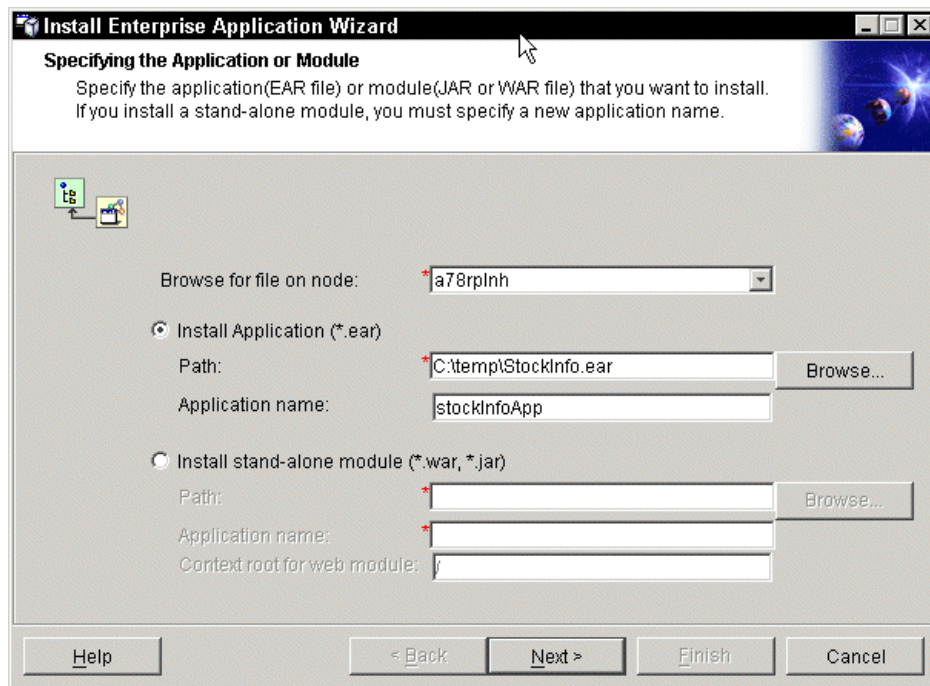 Install Enterprise Application Wizard
Specifying the Application or Module
Specify the application(EAR file) or module(JAR or WAR file) that you want to install.
If you install a stand-alone module, you must specify a new application name.
Browse for file on node: *a78rplnh
Install Application (*.ear)
Path: *C:\temp\StockInfo.ear Browse...
Application name: stockInfoApp
Install stand-alone module (*.war, *.jar)
Path: * Browse...
Application name: *
Context root for web module: /
Help < Back Next > Finish Cancel